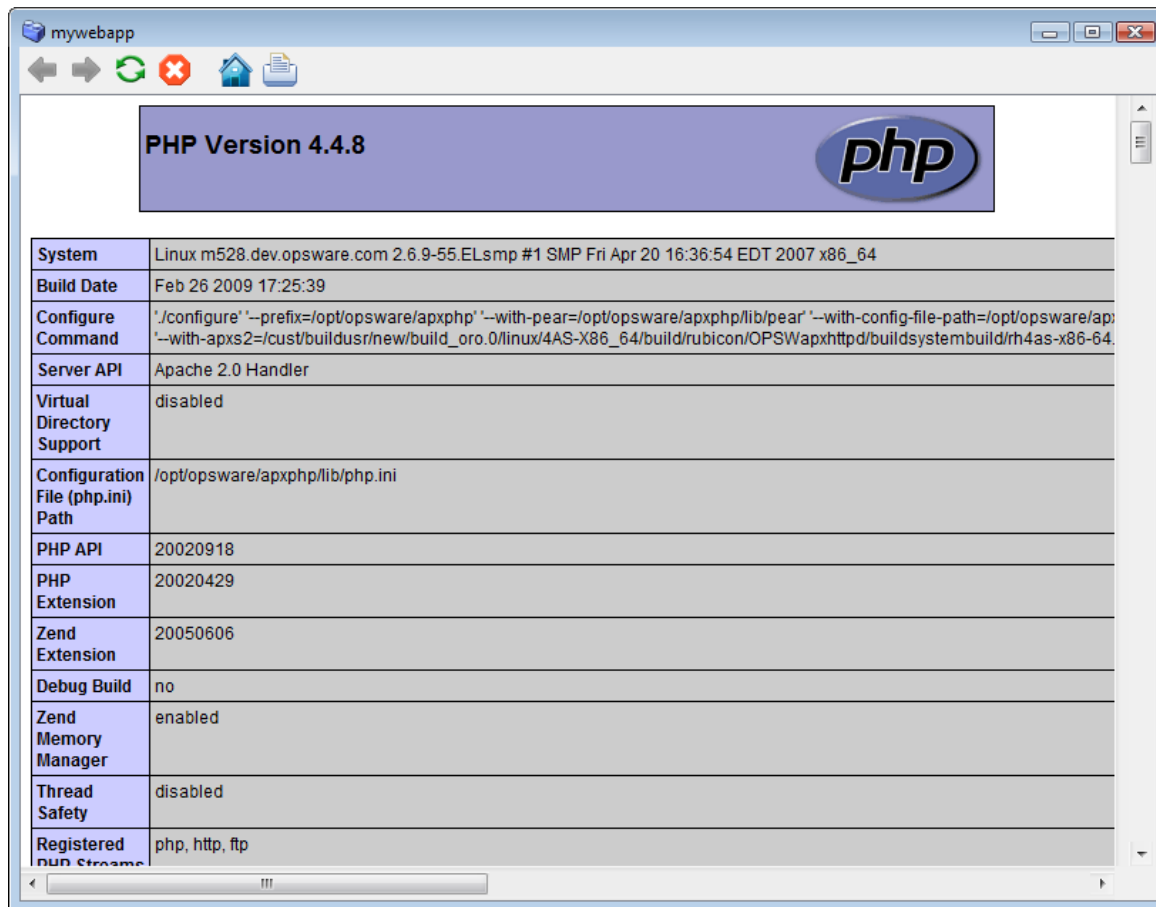 mywebapp
PHP Version 4.4.8
php
System Linux m528.dev.opsware.com 2.6.9-55.ELsmp #1 SMP Fri Apr 20 16:36:54 EDT 2007 x86_64
Build Date Feb 26 2009 17:25:39
Configure './configure' '--prefix=/opt/opsware/apxphp' '--with-pear=/opt/opsware/apxphp/lib/pear' '--with-config-file-path=/opt/opsware/apx
Command '--with-apxs2=/cust/buildusr/new/build_oro.0/linux/4AS-X86_64/build/rubicon/OPSWapxhttpd/buildsystembuild/rh4as-x86-64.
Server API Apache 2.0 Handler
Virtual disabled
Directory
Support
Configuration /opt/opsware/apxphp/lib/php.ini
File (php.ini)
Path
PHP API 20020918
PHP 20020429
Extension
Zend 20050606
Extension
Debug Build no
Zend enabled
Memory
Manager
Thread disabled
Safety
Registered php, http, ftp
PHP Streams